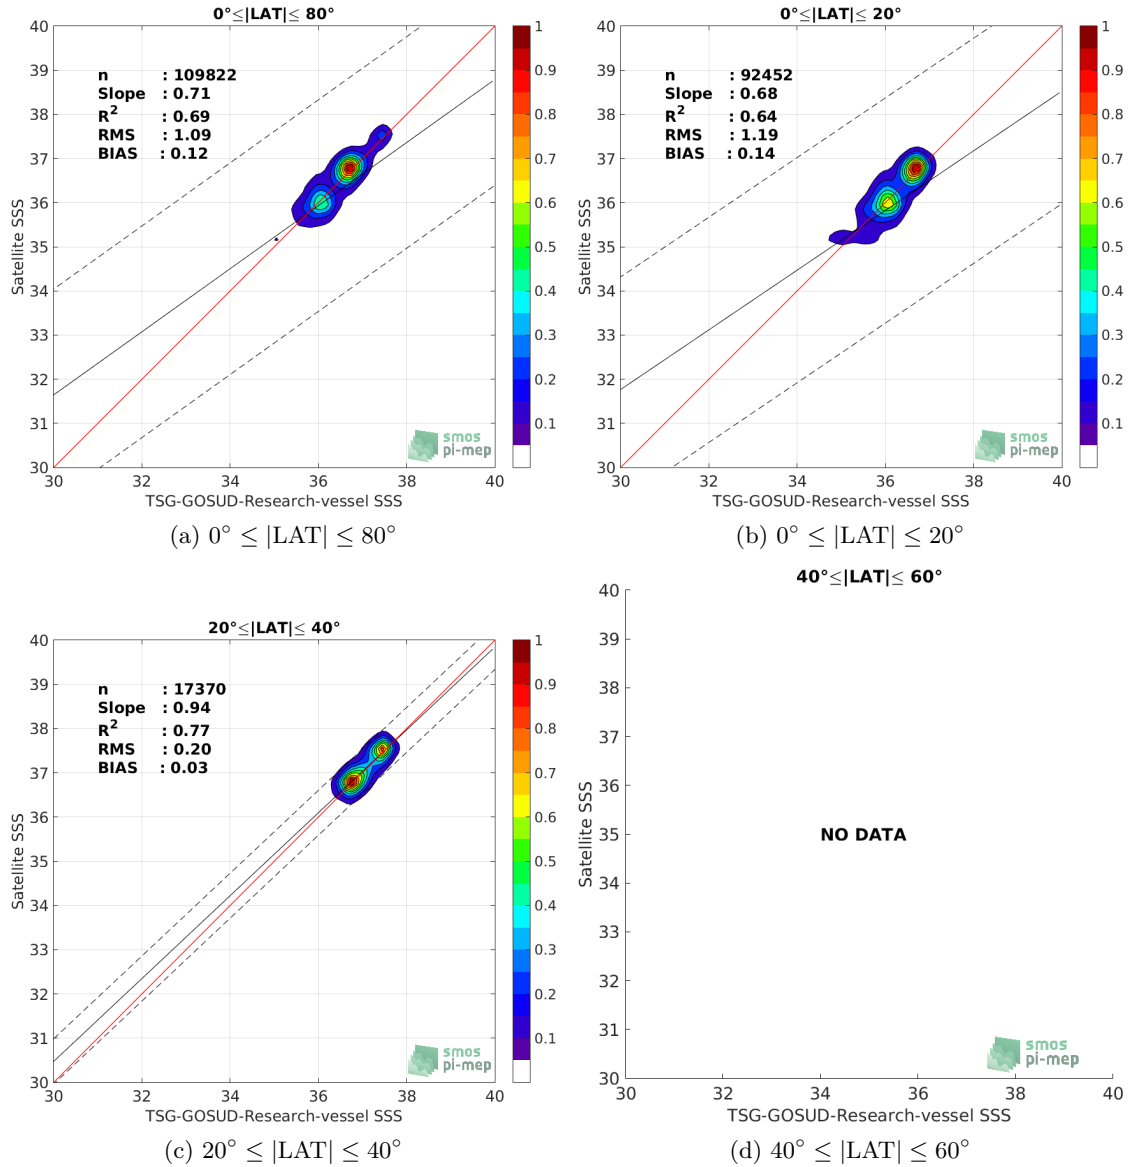 0°≤|LAT|≤ 80°
n : 109822
Slope : 0.71
R² : 0.69
RMS : 1.09
BIAS : 0.12
40
39
38
37
36
35
34
33
32
31
30
30 32 34 36 38 40
Satellite SSS
TSG-GOSUD-Research-vessel SSS
smos
pi-mep
1
0.9
0.8
0.7
0.6
0.5
0.4
0.3
0.2
0.1
(a) 0° ≤ |LAT| ≤ 80°
0°≤|LAT|≤ 20°
n : 92452
Slope : 0.68
R² : 0.64
RMS : 1.19
BIAS : 0.14
40
39
38
37
36
35
34
33
32
31
30
30 32 34 36 38 40
Satellite SSS
TSG-GOSUD-Research-vessel SSS
smos
pi-mep
1
0.9
0.8
0.7
0.6
0.5
0.4
0.3
0.2
0.1
(b) 0° ≤ |LAT| ≤ 20°
20°≤|LAT|≤ 40°
n : 17370
Slope : 0.94
R² : 0.77
RMS : 0.20
BIAS : 0.03
40
39
38
37
36
35
34
33
32
31
30
30 32 34 36 38 40
Satellite SSS
TSG-GOSUD-Research-vessel SSS
smos
pi-mep
1
0.9
0.8
0.7
0.6
0.5
0.4
0.3
0.2
0.1
(c) 20° ≤ |LAT| ≤ 40°
40°≤|LAT|≤ 60°
40
39
38
37
36
35
34
33
32
31
30
30 32 34 36 38 40
Satellite SSS
NO DATA
TSG-GOSUD-Research-vessel SSS
smos
pi-mep
(d) 40° ≤ |LAT| ≤ 60°